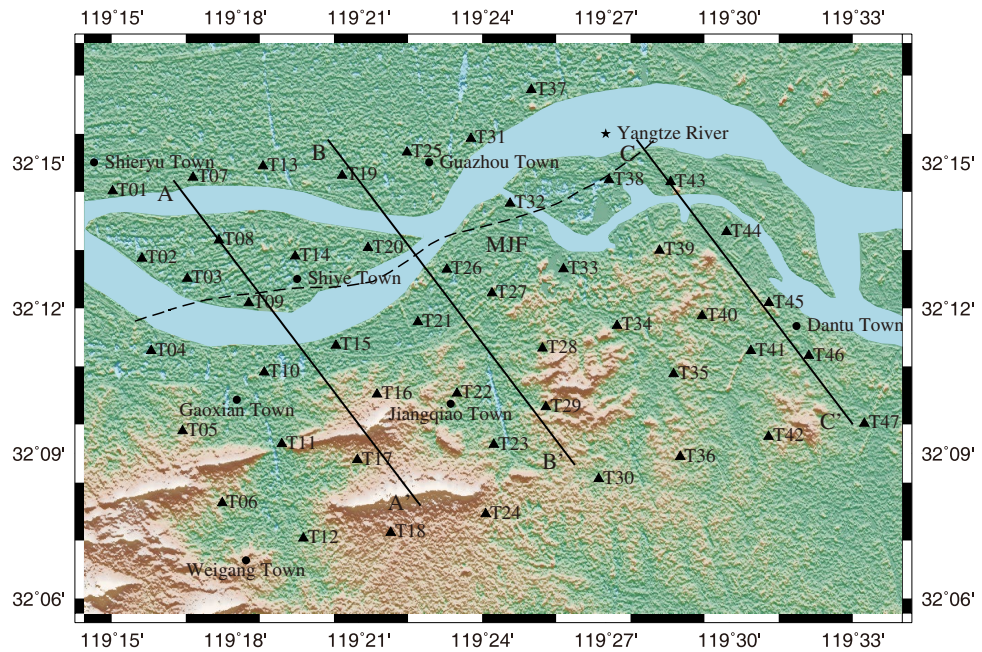 119˚21' 119˚18' 119˚21' 119˚24' 119˚27' 119˚30' 119˚33'
T37
Yangtze River
T31
T25
B
C
32˚15' Shieryu Town T13 Guazhou Town 32˚15'
T07 T19
T38 T43
T01 A
T32
T44
T08
MJF
T20
T39
T02 T14
T26 T33
T03 Shiye Town
T27
32˚12' T09 T45 32˚12'
T40
T21 T34 Dantu Town
T04 T15 T28 T41 T46
T10 T35
T16 T22
Gaoxian Town Jiangqiao Town T29
C' T47
T05 T42
T11 T23
32˚09' T17 B' T36 32˚09'
T30
T06 A'
T24
T12 T18
Weigang Town
32˚06' 32˚06'
119˚15' 119˚18' 119˚21' 119˚24' 119˚27' 119˚30' 119˚33'